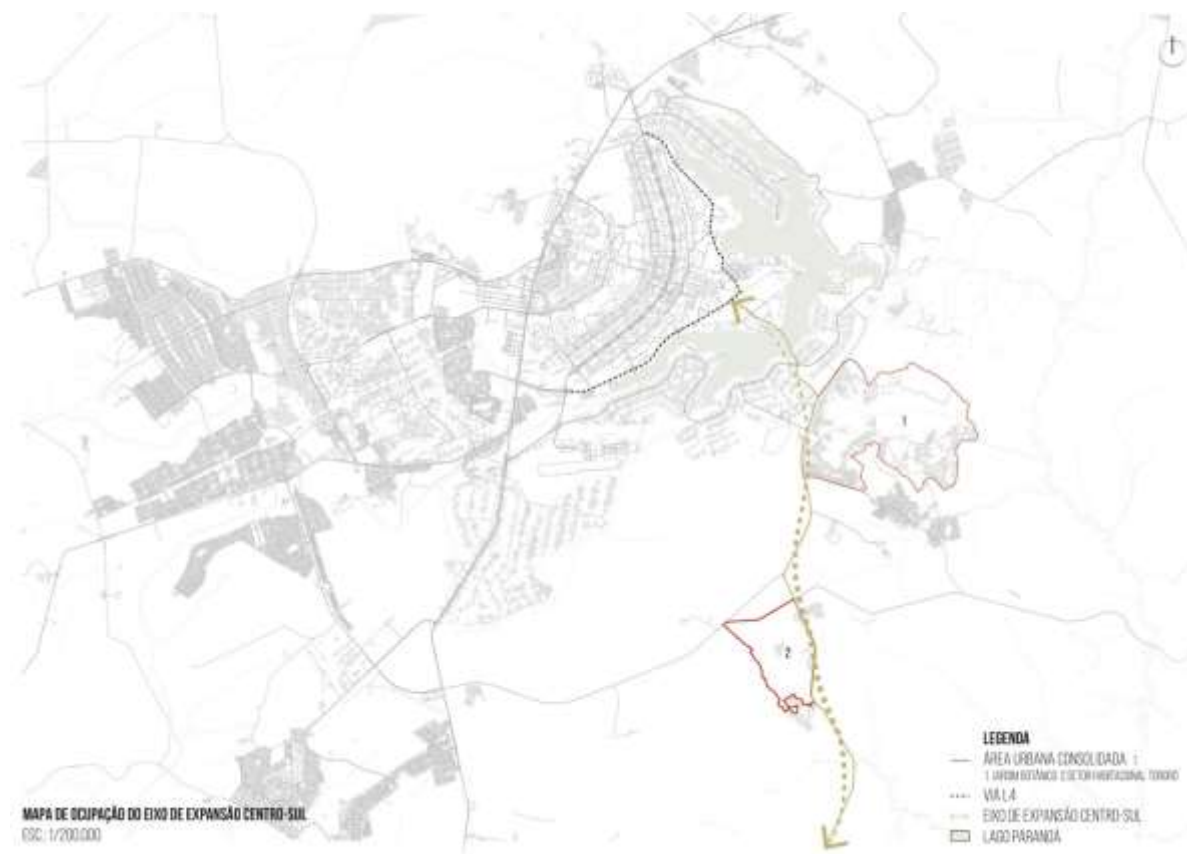 1
2
LEGENDA
ÁREA URBANA CONSOLIDADA :
1 JARDIM BOTÂNICO 2 SETOR HABITACIONAL TORORÓ
VIA L4
EIXO DE EXPANSÃO CENTRO-SUL
LAGO PARANOÁ
MAPA DE OCUPAÇÃO DO EIXO DE EXPANSÃO CENTRO-SUL
ESC.: 1/200.000